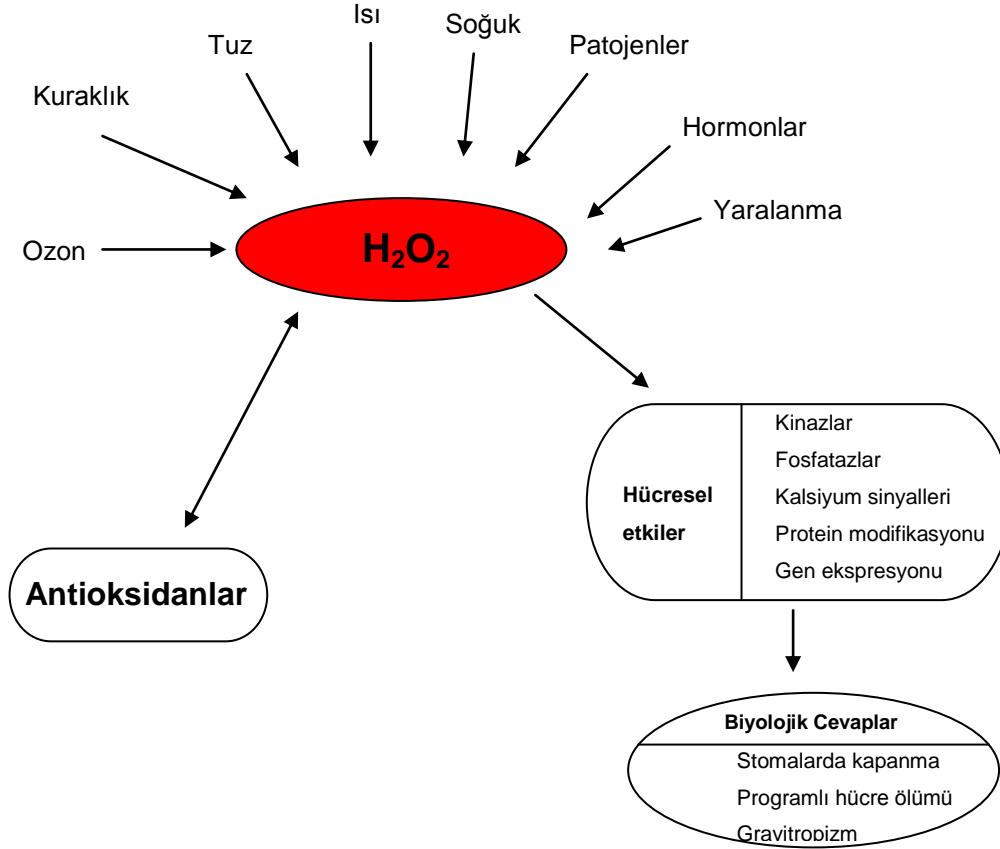 Isı
Soğuk
Tuz
Patojenler
Kuraklık
Hormonlar
Yaralanma
Ozon
H₂O₂
Kinazlar
Fosfatazlar
Hücresel
etkiler
Kalsiyum sinyalleri
Protein modifikasyonu
Gen ekspresyonu
Antioksidanlar
Biyolojik Cevaplar
Stomalarda kapanma
Programlı hücre ölümü
Gravitropizm